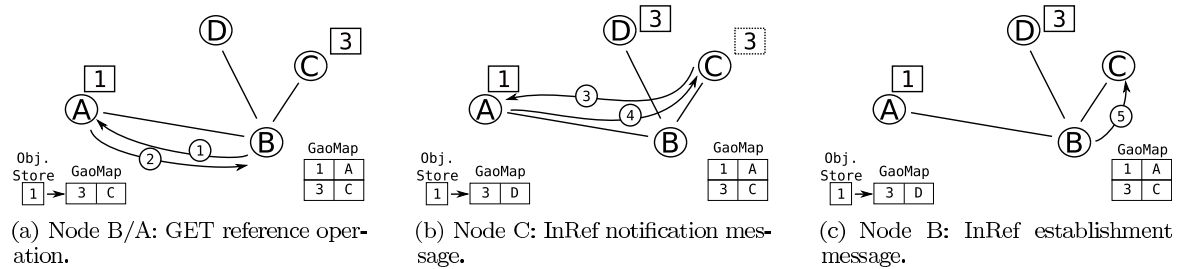 D
C 3
1
A
B
1
2
Obj.
Store
GaoMap
1 3 C
GaoMap
1 A
3 C
(a) Node B/A: GET reference oper-
ation.
D 3
3
C
1
A
3
4
B
Obj.
Store
GaoMap
1 3 D
GaoMap
1 A
3 C
(b) Node C: InRef notification mes-
sage.
D 3
C
1
A
5
B
Obj.
Store
GaoMap
1 3 D
GaoMap
1 A
3 C
(c) Node B: InRef establishment
message.